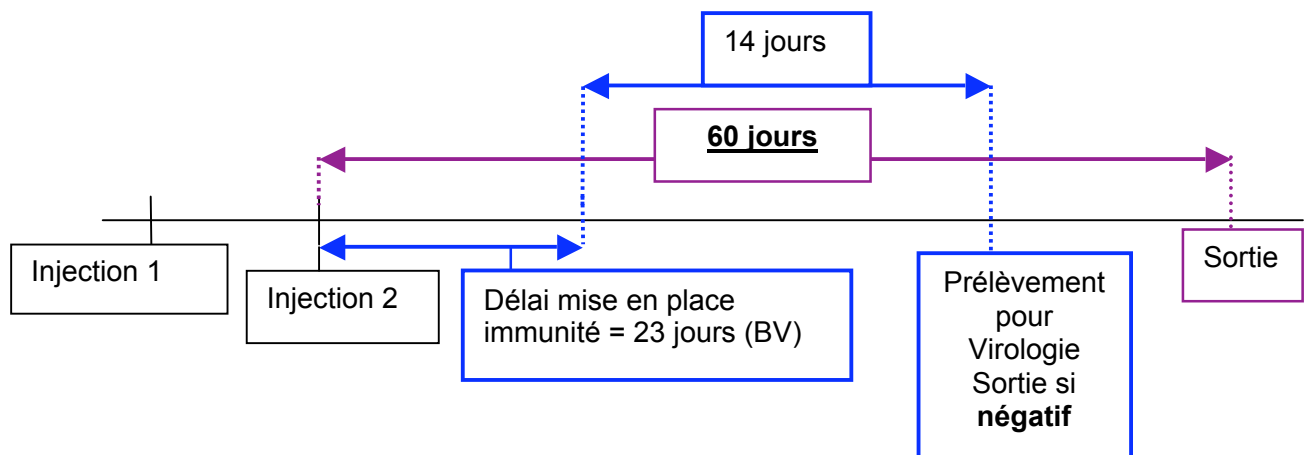 14 jours
60 jours
Injection 1
Injection 2
Délai mise en place
immunité = 23 jours (BV)
Prélèvement
pour
Virologie
Sortie si
négatif
Sortie